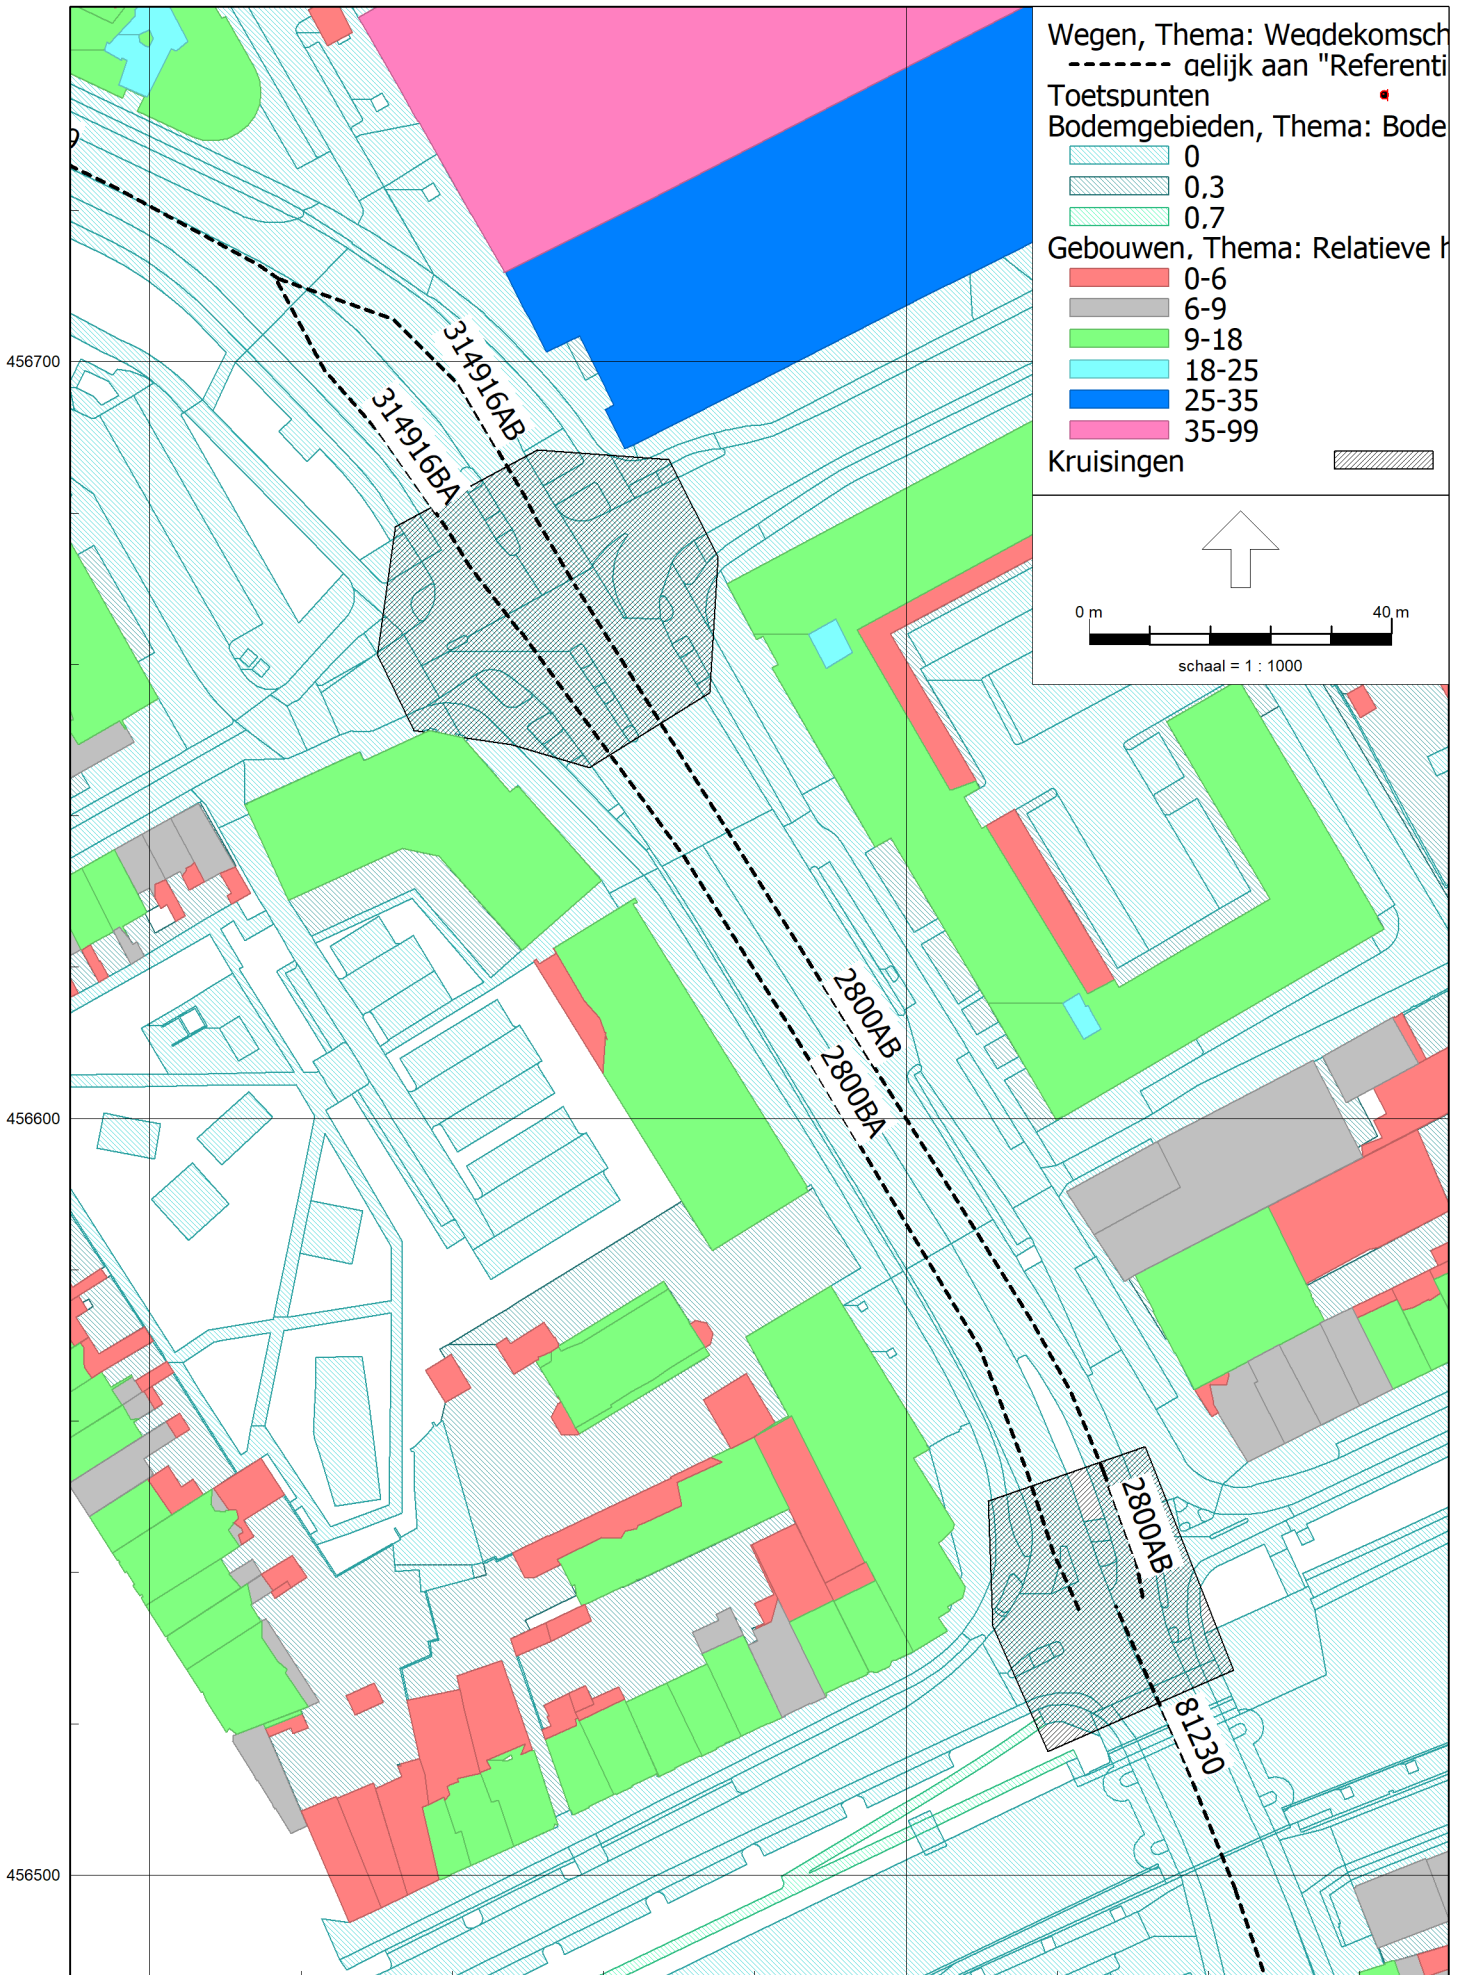 Wegen, Thema: Wegdekomsch
gelijk aan "Referenti
Toetspunten
Bodemgebieden, Thema: Bode
0
0,3
0,7
Gebouwen, Thema: Relatieve h
0-6
6-9
9-18
18-25
25-35
35-99
Kruisingen
0 m
40 m
schaal = 1 : 1000
9
456700
314916AB
314916BA
2800AB
2800BA
456600
2800AB
81230
456500